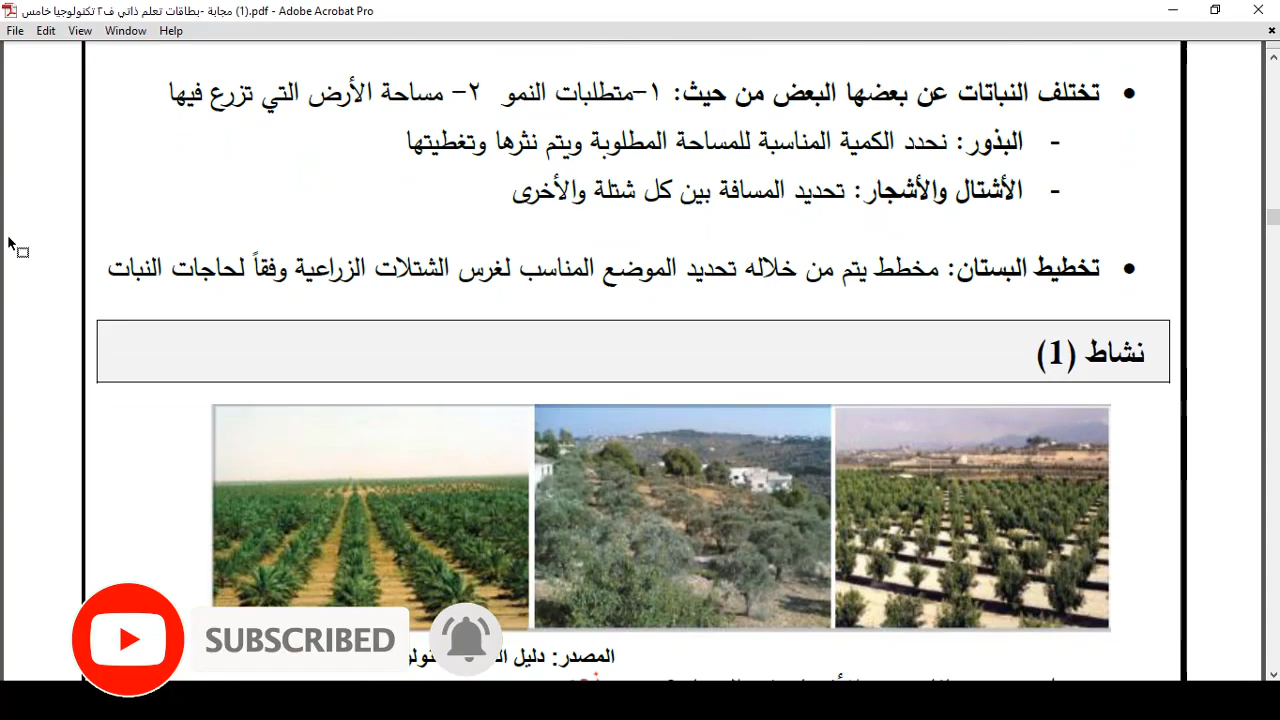 مجابة -بطاقات تعلم ذاتي ف٢ تكنولوجيا خامس (1).pdf - Adobe Acrobat Pro
File Edit View Window Help
• تختلف النباتات عن بعضها البعض من حيث: ١-متطلبات النمو ٢- مساحة الأرض التي تزرع فيها
- البذور: نحدد الكمية المناسبة للمساحة المطلوبة ويتم نثرها وتغطيتها
- الأشتال والأشجار: تحديد المسافة بين كل شتلة والأخرى
• تخطيط البستان: مخطط يتم من خلاله تحديد الموضع المناسب لغرس الشتلات الزراعية وفقاً لحاجات النبات
نشاط (1)
المصدر: دليل
SUBSCRIBED